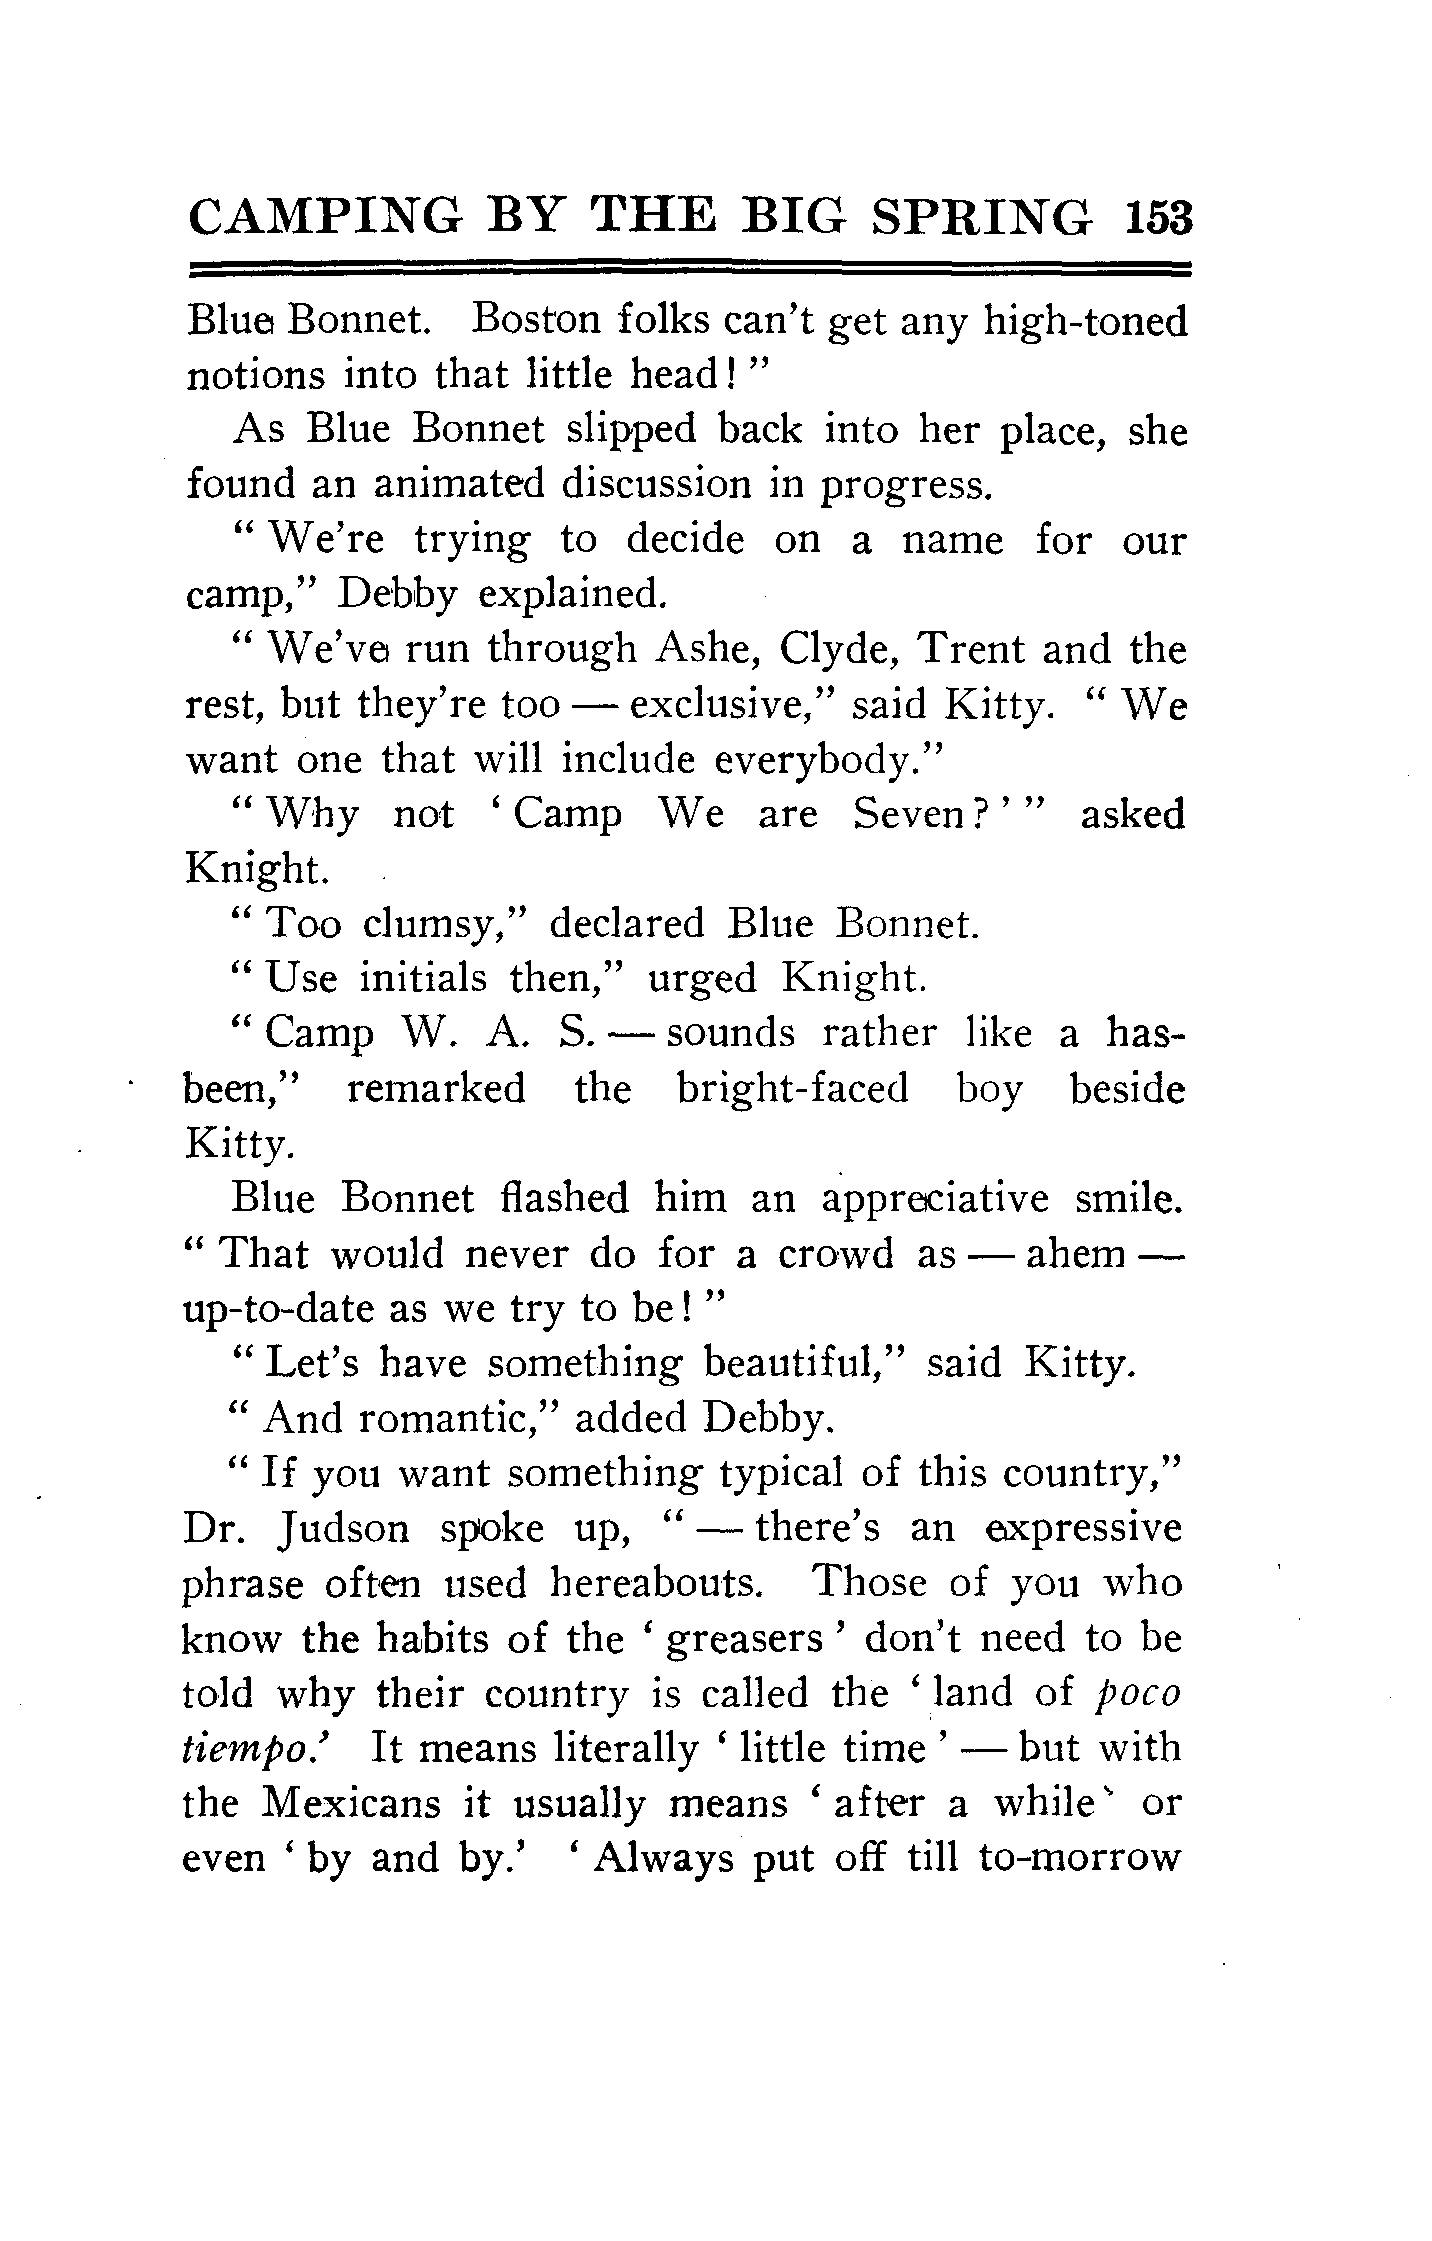 CAMPING BY THE BIG SPRING 153
Blue Bonnet. Boston folks can't get any high-toned
notions into that little head! "
As Blue Bonnet slipped back into her place, she
found an animated discussion in progress.
" We're trying to decide on a name for our
camp," Debby explained.
" We've run through Ashe, Clyde, Trent and the
rest, but they're too — exclusive," said Kitty. " We
want one that will include everybody."
" Why not ' Camp We are Seven? ' " asked
Knight.
" Too clumsy," declared Blue Bonnet.
" Use initials then," urged Knight.
" Camp W. A. S. — sounds rather like a has-
been," remarked the bright-faced boy beside
Kitty.
Blue Bonnet flashed him an appreciative smile.
" That would never do for a crowd as — ahem —
up-to-date as we try to be! "
" Let's have something beautiful," said Kitty.
" And romantic," added Debby.
" If you want something typical of this country,"
Dr. Judson spoke up, " — there's an expressive
phrase often used hereabouts. Those of you who
know the habits of the ' greasers ' don't need to be
told why their country is called the ' land of poco
tiempo.' It means literally ' little time ' — but with
the Mexicans it usually means ' after a while' or
even ' by and by.' ' Always put off till to-morrow